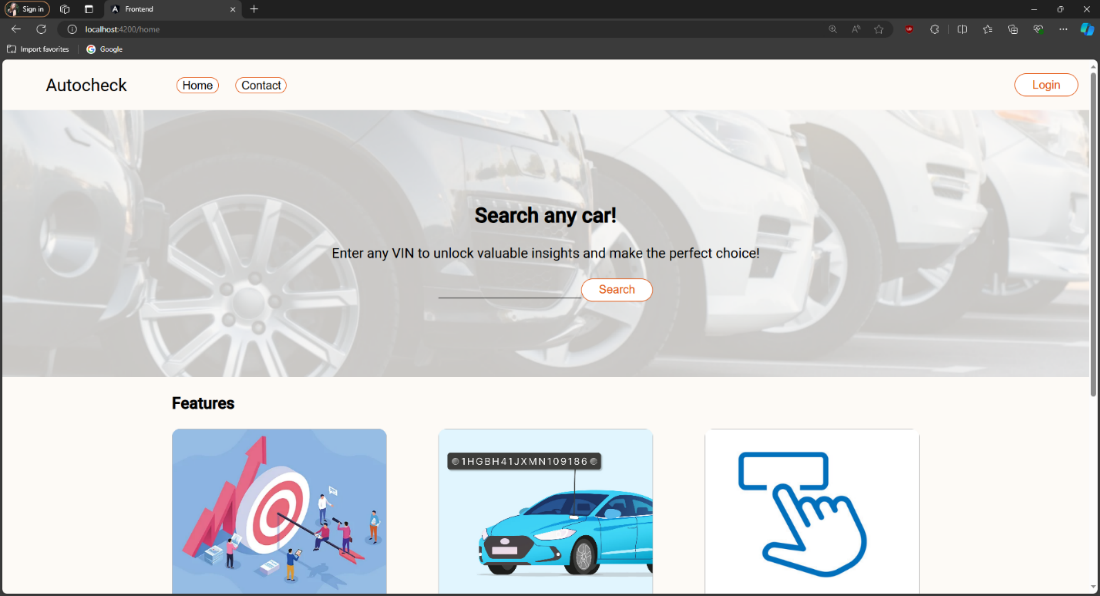 Sign in
Frontend
localhost:4200/home
Import favorites
Google
Autocheck
Home
Contact
Login
Search any car!
Enter any VIN to unlock valuable insights and make the perfect choice!
Search
Features
1HGBH41JXMN109186